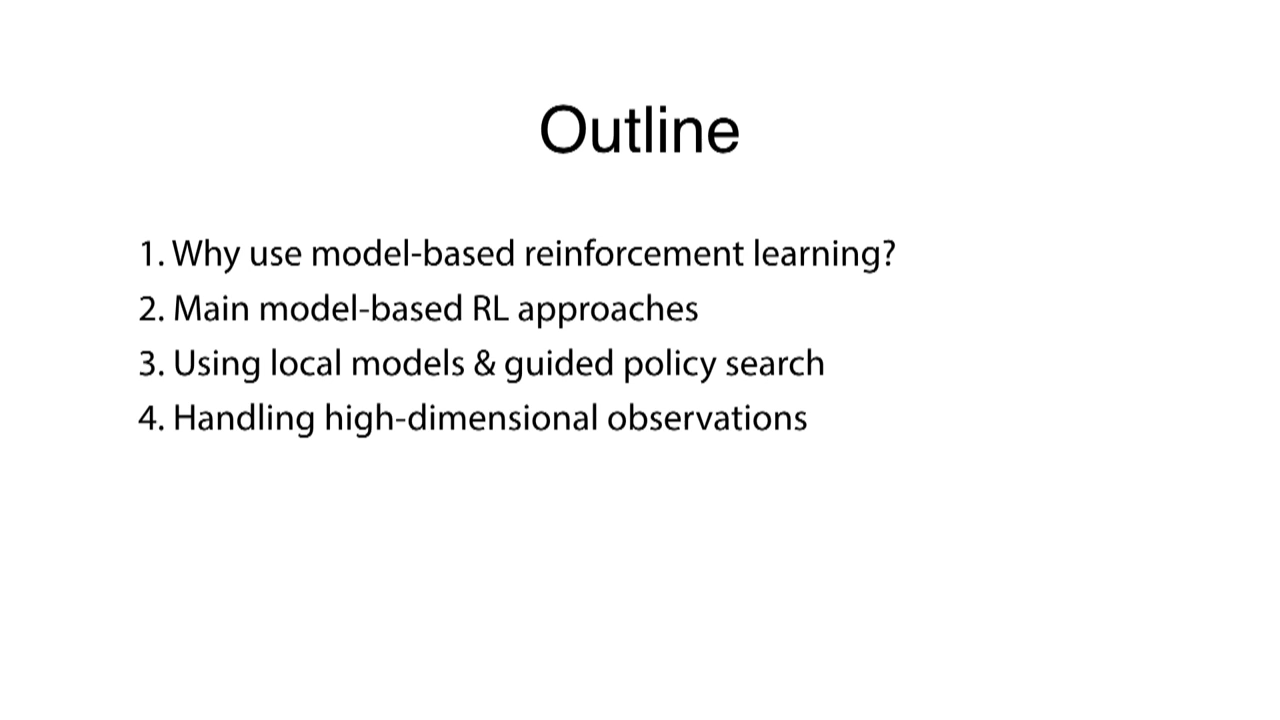 Outline
1. Why use model-based reinforcement learning?
2. Main model-based RL approaches
3. Using local models & guided policy search
4. Handling high-dimensional observations